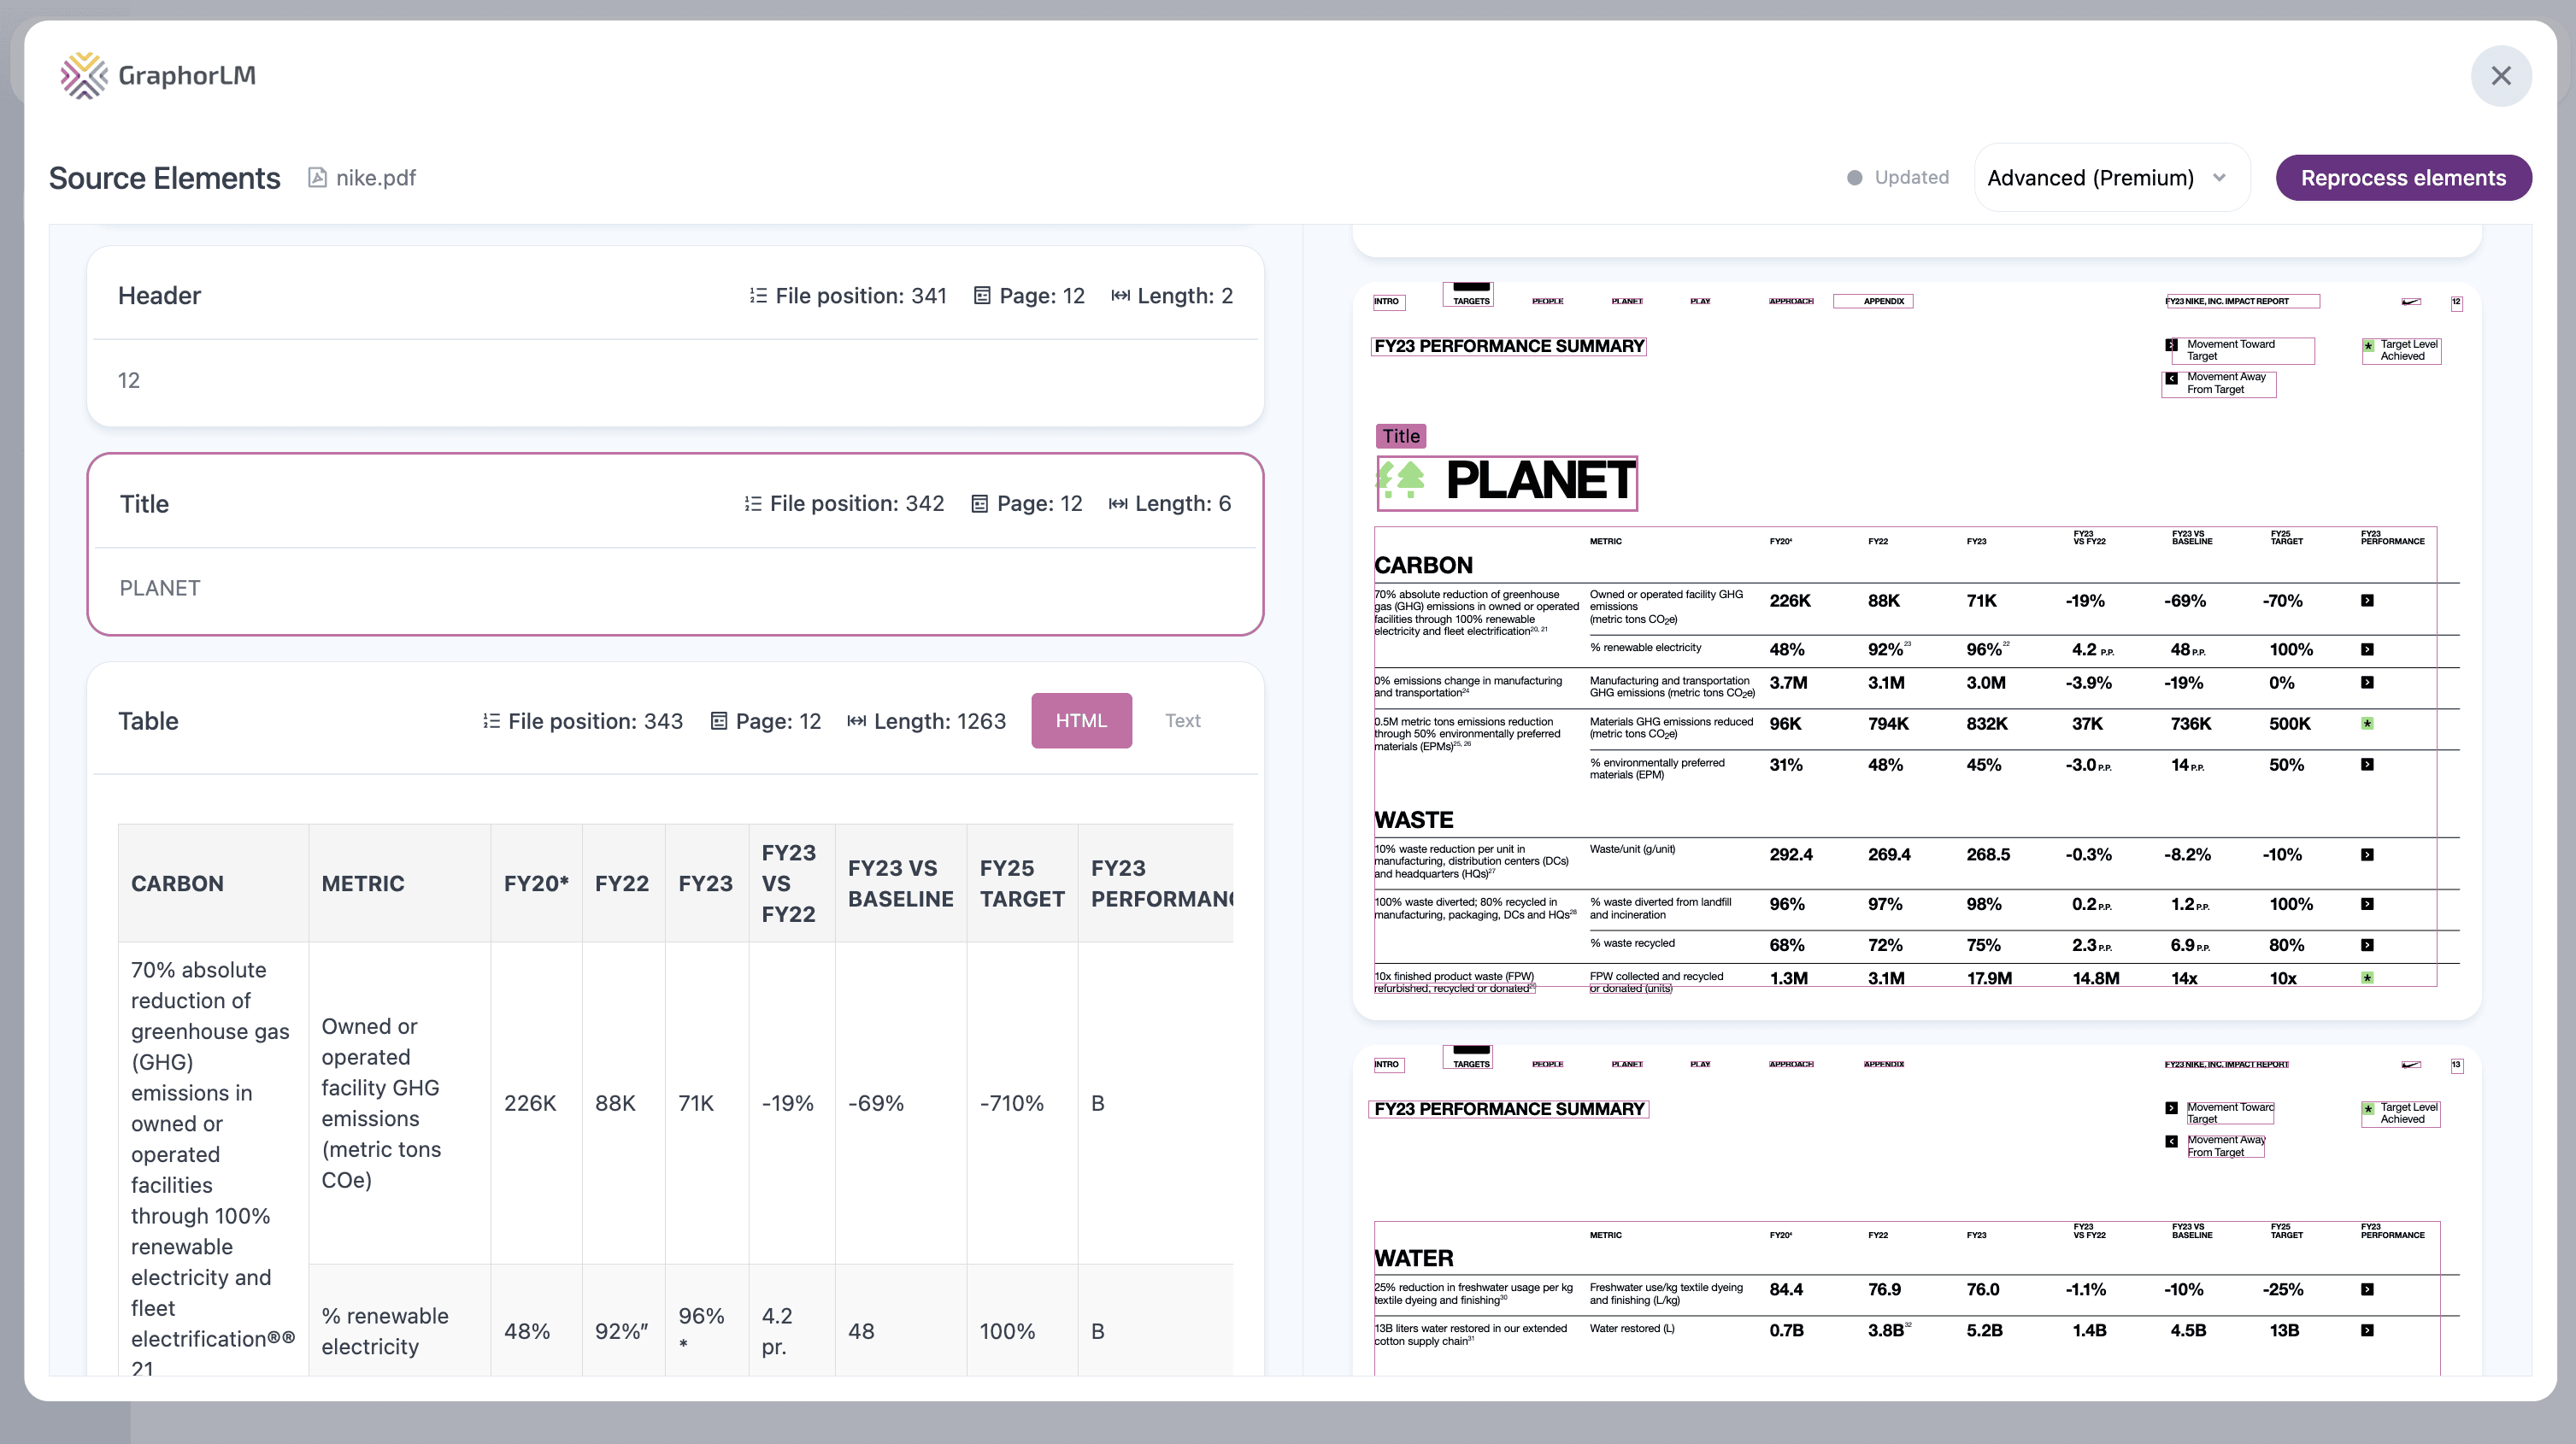 GraphorLM
Source Elements nike.pdf Updated Advanced (Premium) Reprocess elements
Header File position: 341 Page: 12 Length: 2
12
Title File position: 342 Page: 12 Length: 6
PLANET
Table File position: 343 Page: 12 Length: 1263 HTML Text
CARBON METRIC FY20* FY22 FY23 FY23 VS FY22 FY23 VS BASELINE FY25 TARGET FY23 PERFORMANC
70% absolute
reduction of
greenhouse gas
(GHG)
emissions in
owned or
operated
facilities
through 100%
renewable
electricity and
fleet
electrification®®
21
Owned or
operated
facility GHG
emissions
(metric tons
COe)
226K 88K 71K -19% -69% -710% B
% renewable
electricity
48% 92%” 96% * 4.2 pr. 48 100% B
INTRO TARGETS PEOPLE PLANET PLAY APPROACH APPENDIX FY23 NIKE, INC. IMPACT REPORT 12
FY23 PERFORMANCE SUMMARY
Movement Toward
Target
Target Level
Achieved
Movement Away
From Target
Title
PLANET
METRIC FY20* FY22 FY23 FY23 VS FY22 FY23 VS BASELINE FY25 TARGET FY23 PERFORMANCE
CARBON
70% absolute reduction of greenhouse
gas (GHG) emissions in owned or operated
facilities through 100% renewable
electricity and fleet electrification20, 21
Owned or operated facility GHG
emissions
(metric tons CO2e)
226K 88K 71K -19% -69% -70%
% renewable electricity 48% 92%23 96%22 4.2 P.P. 48 P.P. 100%
0% emissions change in manufacturing
and transportation24
Manufacturing and transportation
GHG emissions (metric tons CO2e)
3.7M 3.1M 3.0M -3.9% -19% 0%
0.5M metric tons emissions reduction
through 50% environmentally preferred
materials (EPMs)25, 26
Materials GHG emissions reduced
(metric tons CO2e)
96K 794K 832K 37K 736K 500K
% environmentally preferred
materials (EPM)
31% 48% 45% -3.0 P.P. 14 P.P. 50%
WASTE
10% waste reduction per unit in
manufacturing, distribution centers (DCs)
and headquarters (HQs)27
Waste/unit (g/unit) 292.4 269.4 268.5 -0.3% -8.2% -10%
100% waste diverted; 80% recycled in
manufacturing, packaging, DCs and HQs28
% waste diverted from landfill
and incineration
96% 97% 98% 0.2 P.P. 1.2 P.P. 100%
% waste recycled 68% 72% 75% 2.3 P.P. 6.9 P.P. 80%
10x finished product waste (FPW)
refurbished, recycled or donated29
FPW collected and recycled
or donated (units)
1.3M 3.1M 17.9M 14.8M 14x 10x
INTRO TARGETS PEOPLE PLANET PLAY APPROACH APPENDIX FY23 NIKE, INC. IMPACT REPORT 13
FY23 PERFORMANCE SUMMARY
Movement Toward
Target
Target Level
Achieved
Movement Away
From Target
METRIC FY20* FY22 FY23 FY23 VS FY22 FY23 VS BASELINE FY25 TARGET FY23 PERFORMANCE
WATER
25% reduction in freshwater usage per kg
textile dyeing and finishing30
Freshwater use/kg textile dyeing
and finishing (L/kg)
84.4 76.9 76.0 -1.1% -10% -25%
13B liters water restored in our extended
cotton supply chain31
Water restored (L) 0.7B 3.8B32 5.2B 1.4B 4.5B 13B